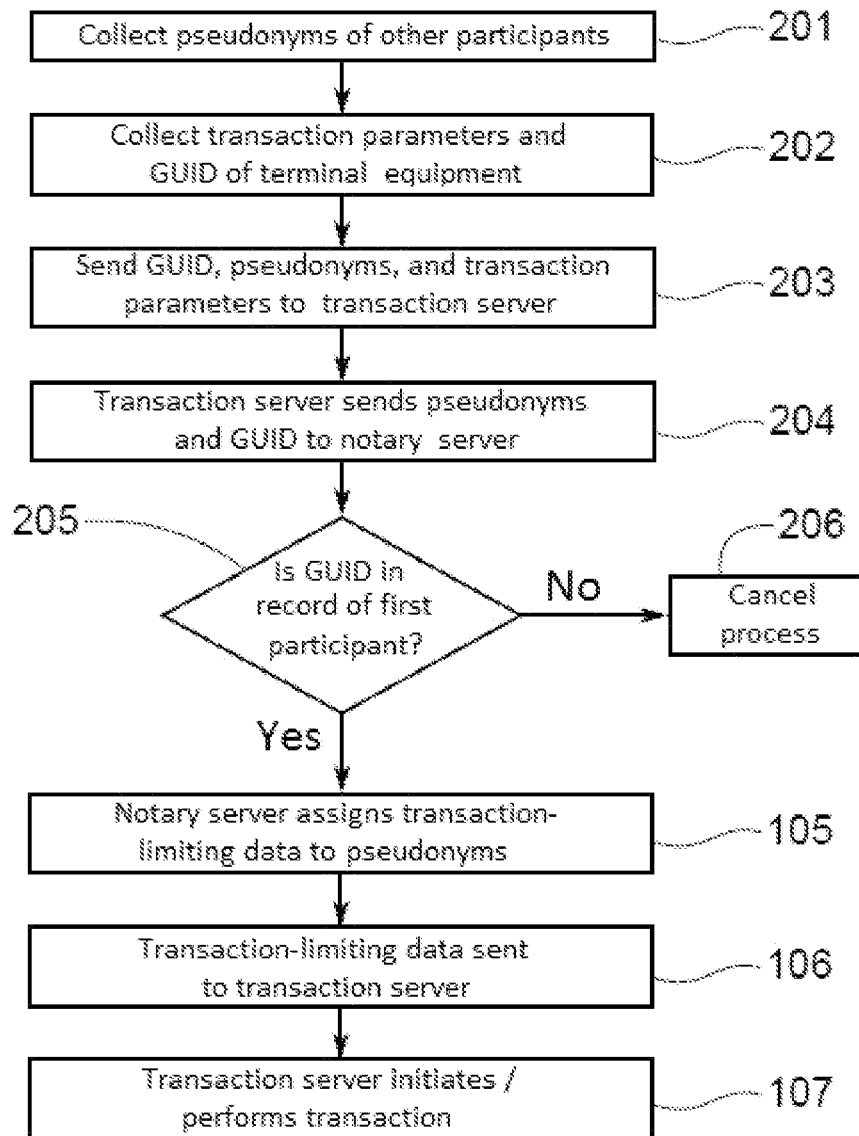 Collect pseudonyms of other participants
201
Collect transaction parameters and
GUID of terminal equipment
202
Send GUID, pseudonyms, and transaction
parameters to transaction server
203
Transaction server sends pseudonyms
and GUID to notary server
204
205
Is GUID in
record of first
participant?
No
206
Cancel
process
Yes
Notary server assigns transaction-
limiting data to pseudonyms
105
Transaction-limiting data sent
to transaction server
106
Transaction server initiates /
performs transaction
107